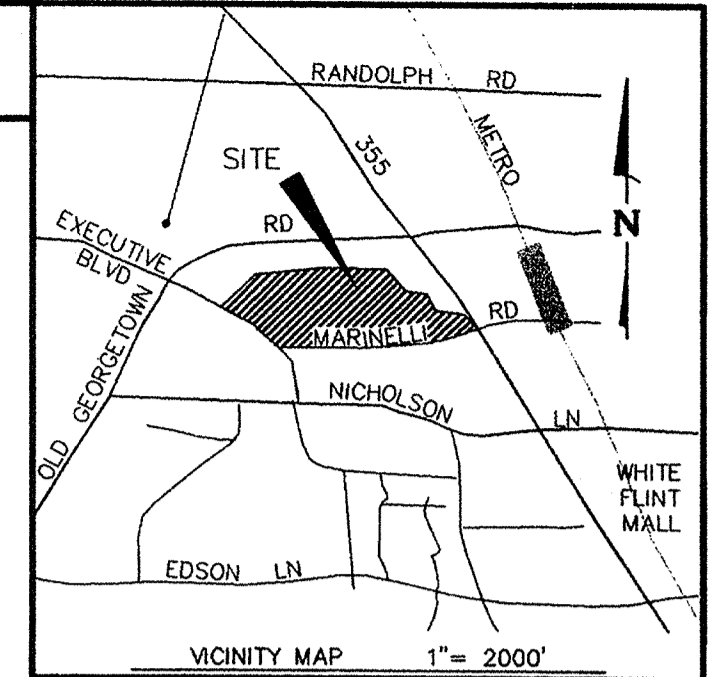 RANDOLPH RD
METRO
355
SITE
N
RD
EXECUTIVE
BLVD
OLD GEORGETOWN
RD
MARINELLI
NICHOLSON
LN
WHITE
FLINT
MALL
EDSON LN
VICINITY MAP 1"= 2000'